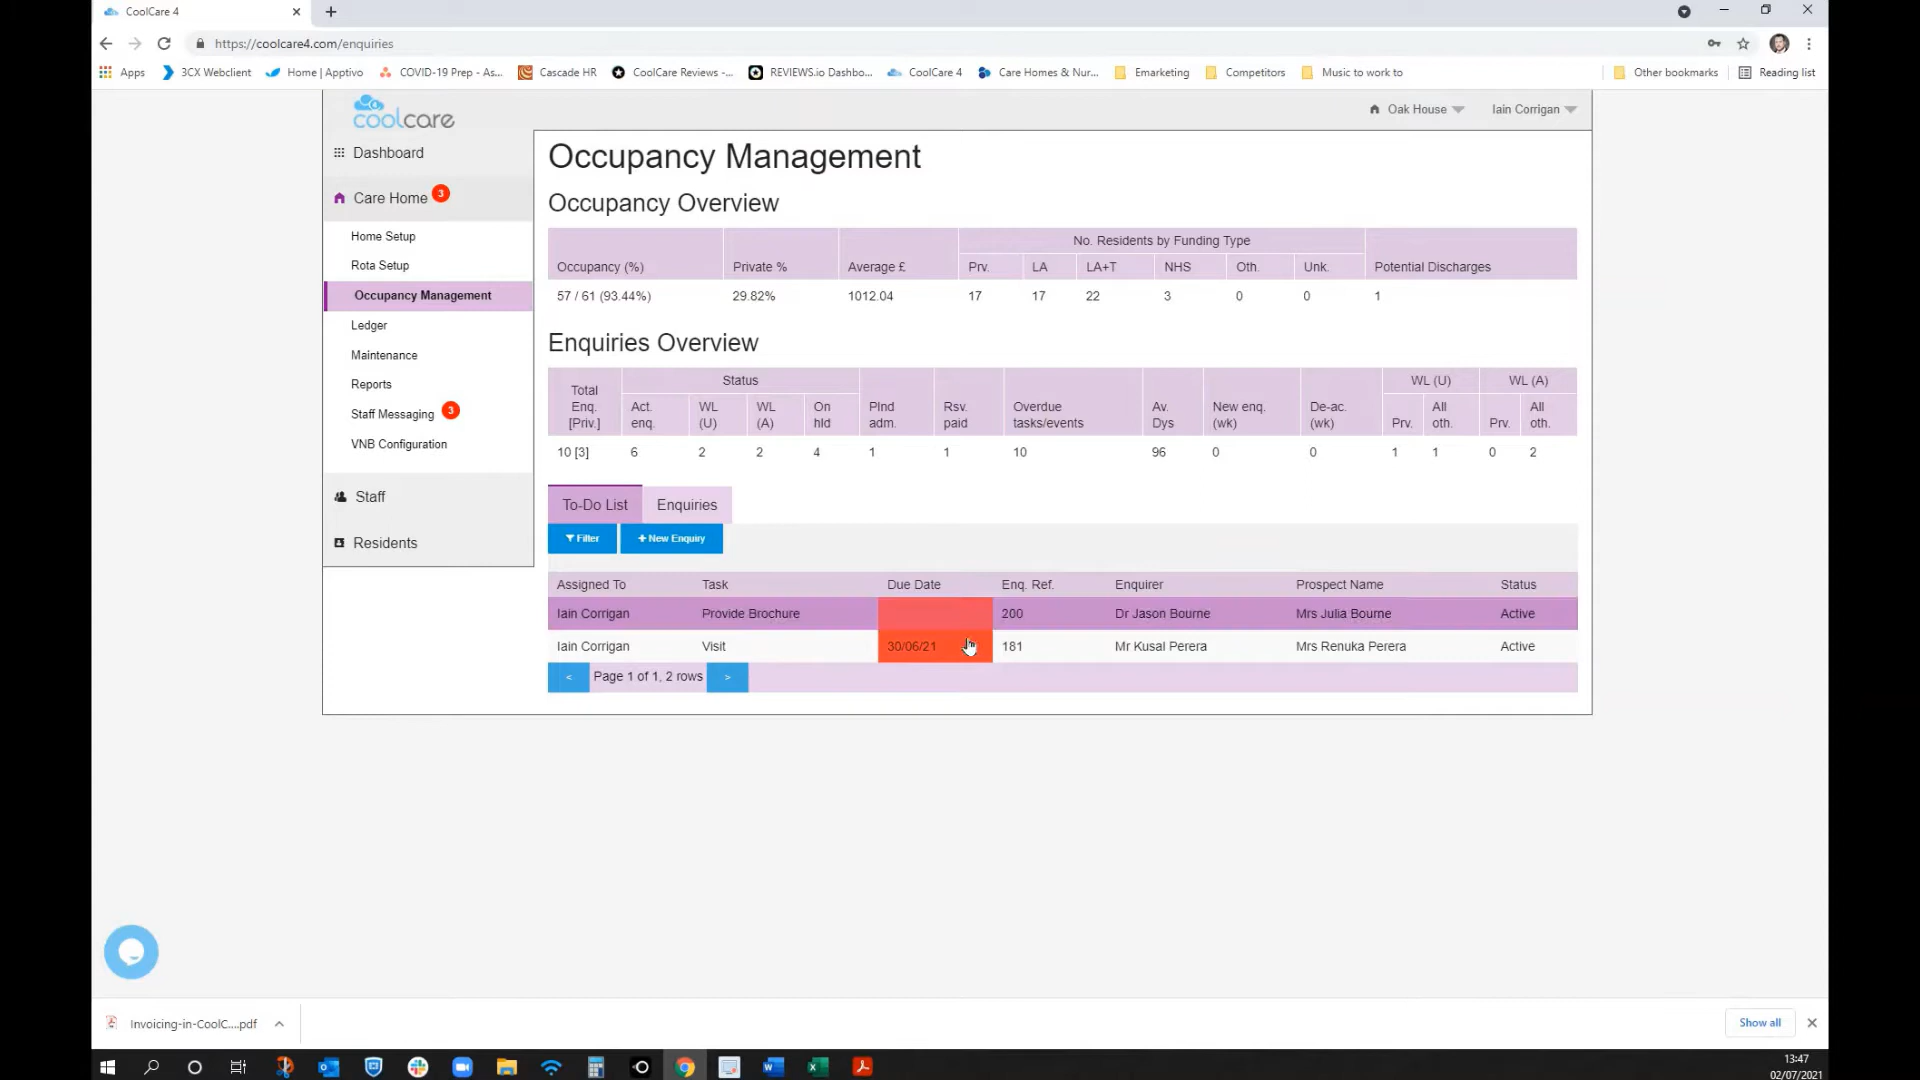 CoolCare 4
https://coolcare4.com/enquiries
Apps 3CX Webclient Home | Apptivo COVID-19 Prep - As... Cascade HR CoolCare Reviews -... REVIEWS.io Dashbo... CoolCare 4 Care Homes & Nur... Emarketing Competitors Music to work to Other bookmarks Reading list
coolcare
Oak House Iain Corrigan
Dashboard
Care Home 3
Home Setup
Rota Setup
Occupancy Management
Ledger
Maintenance
Reports
Staff Messaging 3
VNB Configuration
Staff
Residents
Occupancy Management
Occupancy Overview
No. Residents by Funding Type
Occupancy (%) Private % Average £ Prv. LA LA+T NHS Oth. Unk. Potential Discharges
57 / 61 (93.44%) 29.82% 1012.04 17 17 22 3 0 0 1
Enquiries Overview
Status WL (U) WL (A)
Total
Enq.
[Priv.]
Act.
enq.
WL
(U)
WL
(A)
On
hld
Plnd
adm.
Rsv.
paid
Overdue
tasks/events
Av.
Dys
New enq.
(wk)
De-ac.
(wk)
Prv.
All
oth.
Prv.
All
oth.
10 [3] 6 2 2 4 1 1 10 96 0 0 1 1 0 2
To-Do List Enquiries
Filter + New Enquiry
Assigned To Task Due Date Enq. Ref. Enquirer Prospect Name Status
Iain Corrigan Provide Brochure 200 Dr Jason Bourne Mrs Julia Bourne Active
Iain Corrigan Visit 30/06/21 181 Mr Kusal Perera Mrs Renuka Perera Active
< Page 1 of 1, 2 rows >
Invoicing-in-CoolC....pdf
Show all
13:47
02/07/2021